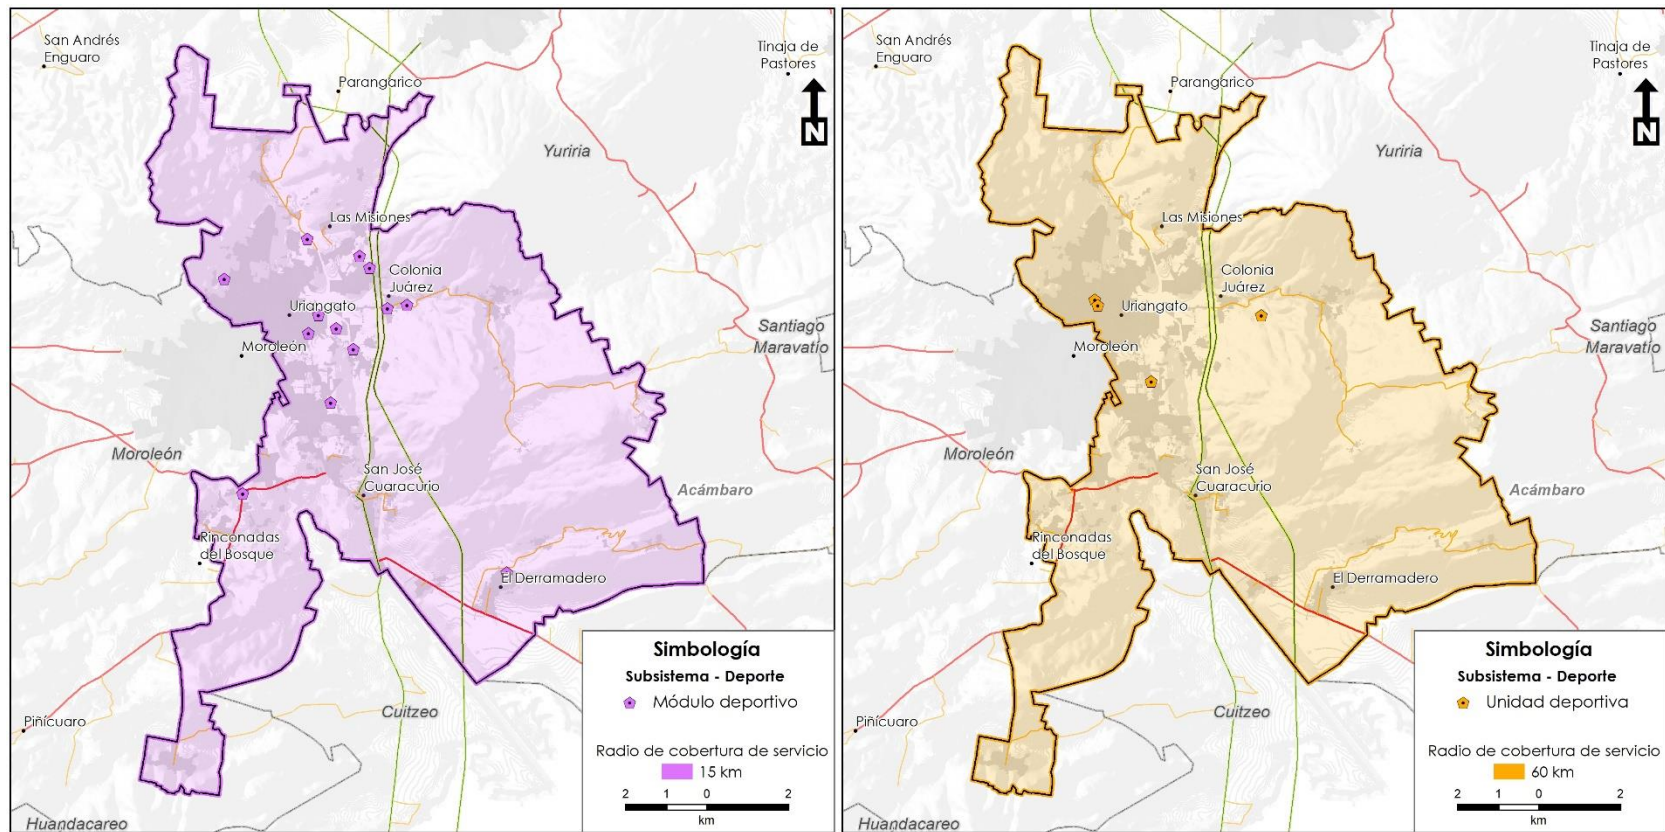 San Andrés
Enguaro
Parangarico
Tinaja de
Pastores
N
Yuriria
Las Misiones
Colonia
Juárez
Uriangato
Santiago
Maravatio
Moroleón
Moroleón
San José
Cuaracurio
Acámbaro
Rinconadas
del Bosque
El Derramadero
Piñícuaro
Cuitzeo
Huandacareo
Simbología
Subsistema - Deporte
Módulo deportivo
Radio de cobertura de servicio
15 km
2 1 0 2
km
San Andrés
Enguaro
Parangarico
Tinaja de
Pastores
N
Yuriria
Las Misiones
Colonia
Juárez
Uriangato
Santiago
Maravatio
Moroleón
Moroleón
San José
Cuaracurio
Acámbaro
Rinconadas
del Bosque
El Derramadero
Piñícuaro
Cuitzeo
Huandacareo
Simbología
Subsistema - Deporte
Unidad deportiva
Radio de cobertura de servicio
60 km
2 1 0 2
km